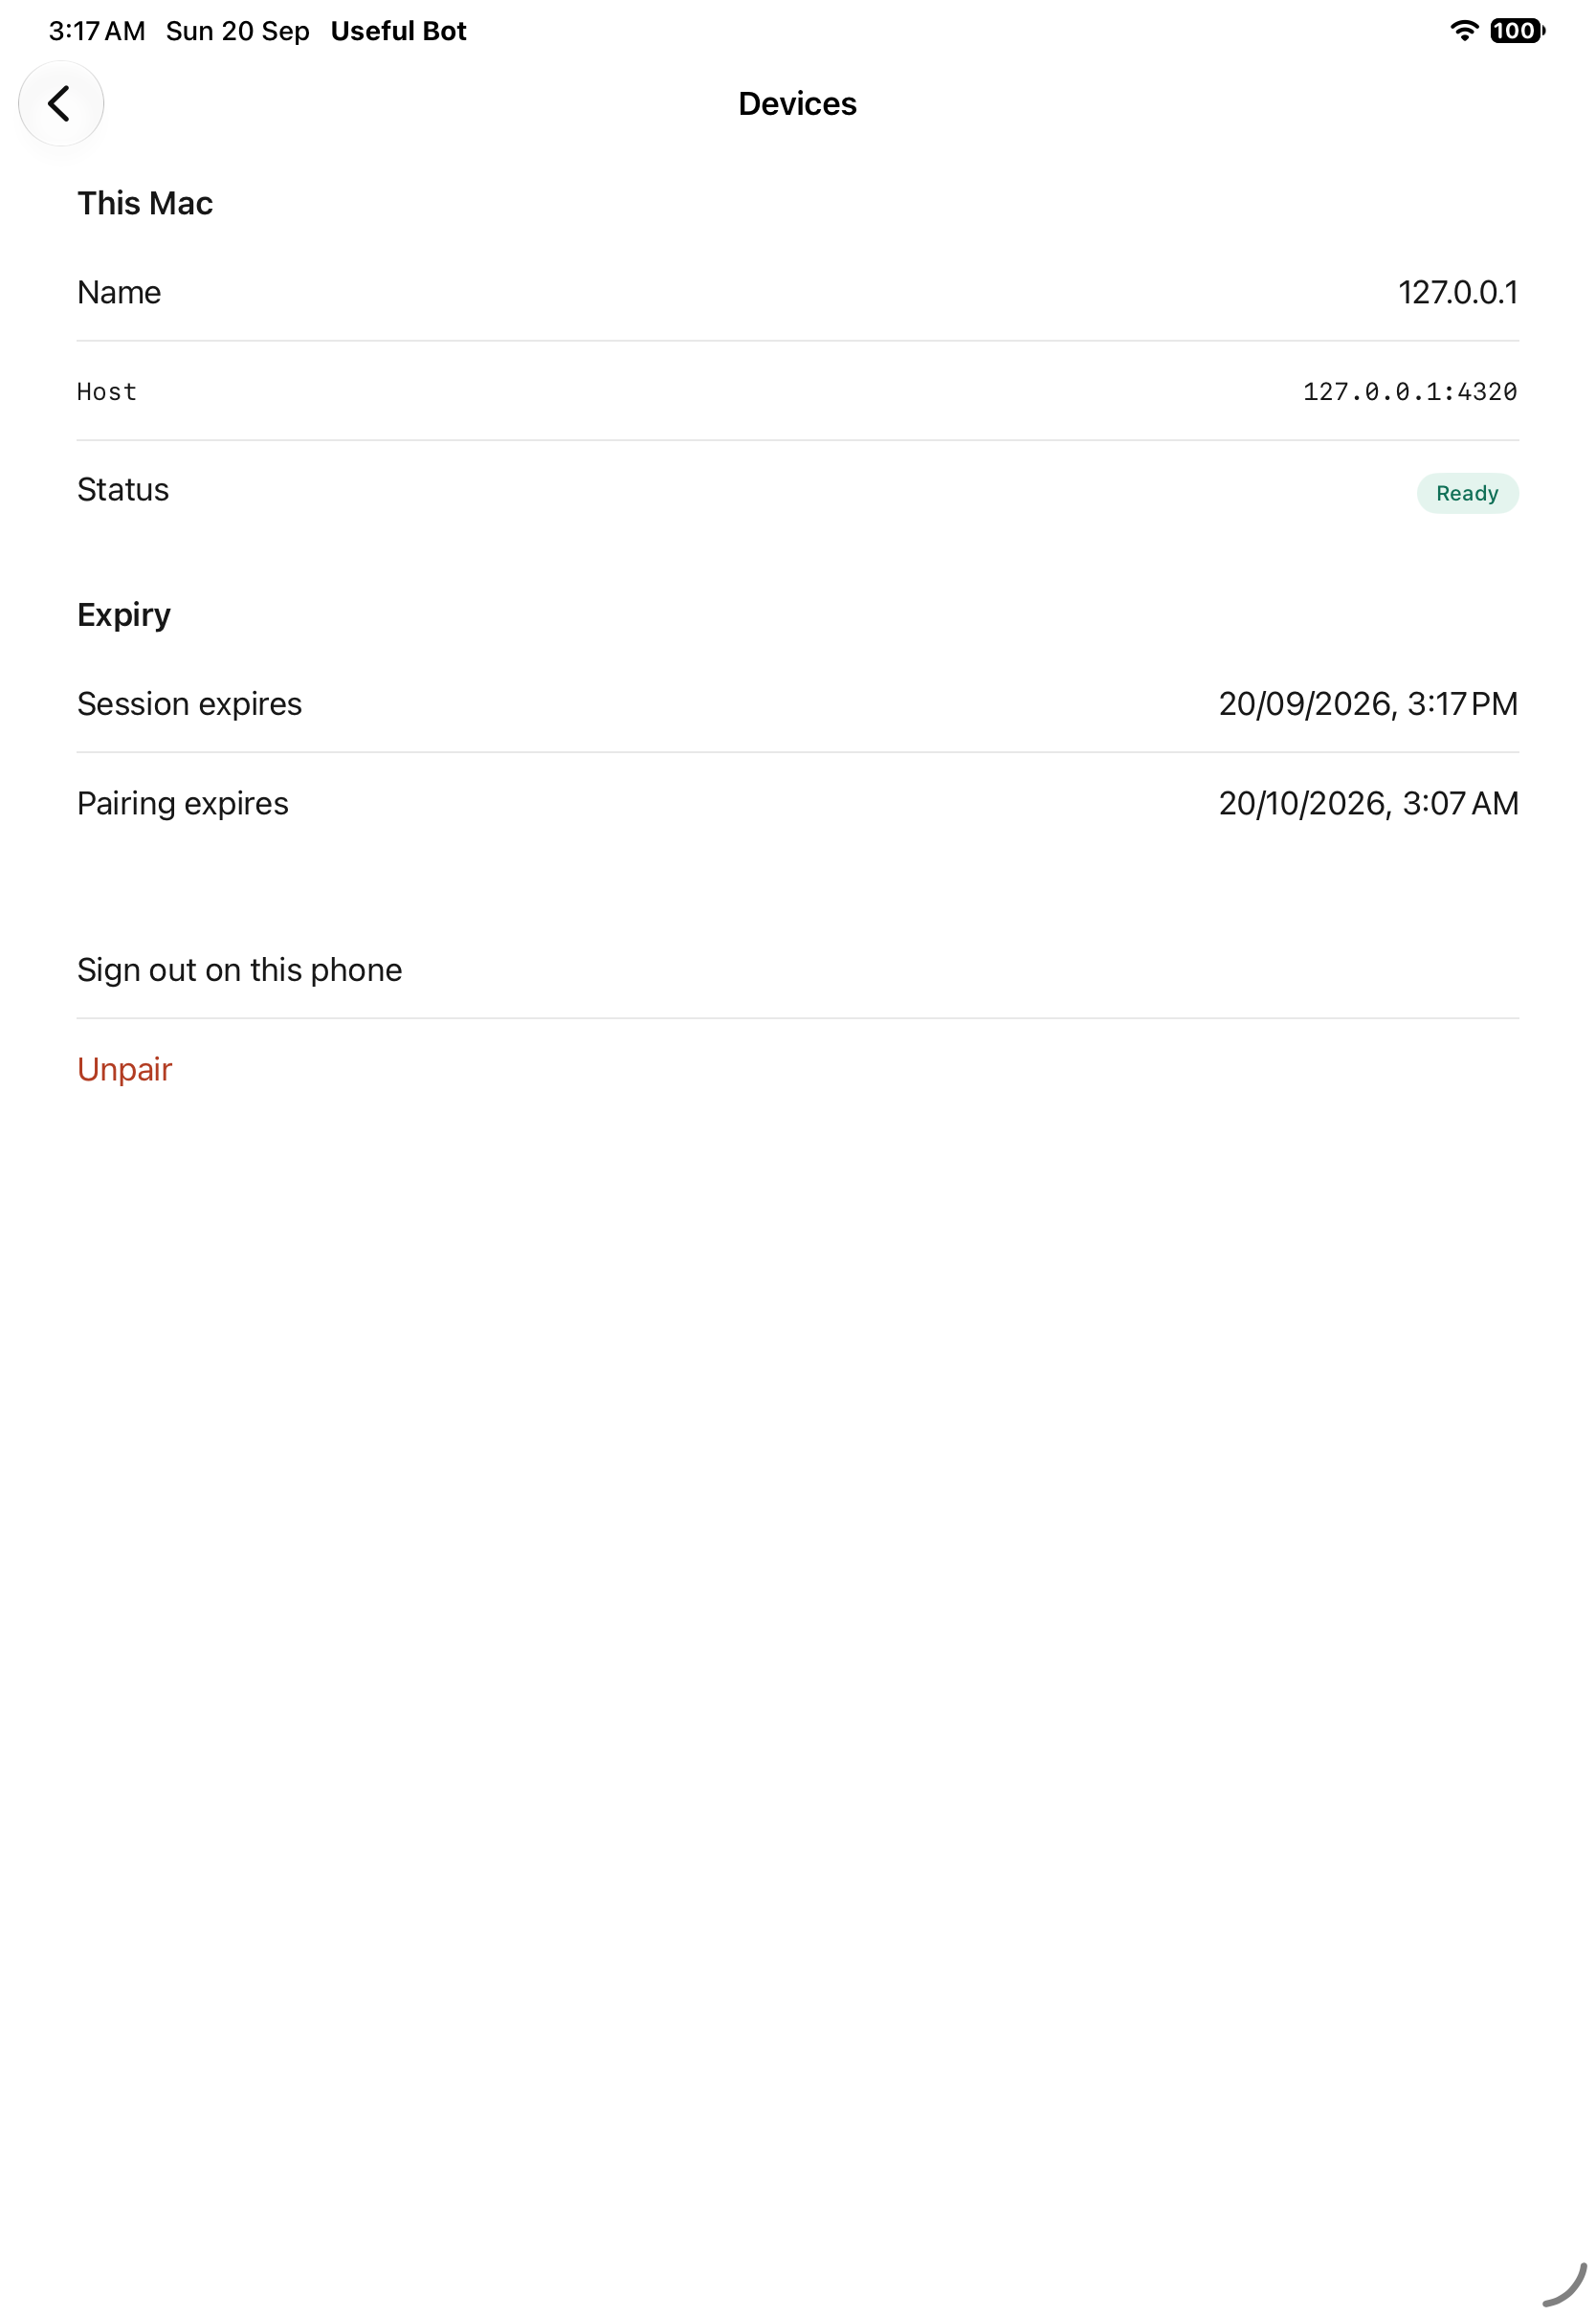 3:17 AM Sun 20 Sep Useful Bot 100
Devices
This Mac
Name 127.0.0.1
Host 127.0.0.1:4320
Status Ready
Expiry
Session expires 20/09/2026, 3:17 PM
Pairing expires 20/10/2026, 3:07 AM
Sign out on this phone
Unpair